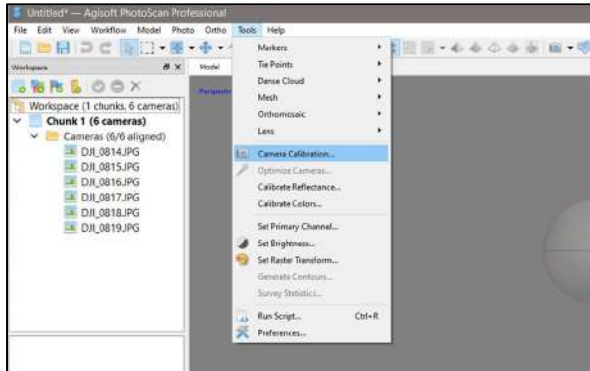 Untitled* — Agisoft PhotoScan Professional
File Edit View Workflow Model Photo Ortho Tools Help
Workspace
Model
Workspace (1 chunks, 6 cameras)
Chunk 1 (6 cameras)
Cameras (6/6 aligned)
DJI_0814.JPG
DJI_0815.JPG
DJI_0816.JPG
DJI_0817.JPG
DJI_0818.JPG
DJI_0819.JPG
Markers
Tie Points
Dense Cloud
Mesh
Orthomosaic
Lens
Camera Calibration...
Optimize Cameras...
Calibrate Reflectance...
Calibrate Colors...
Set Primary Channel...
Set Brightness...
Set Raster Transform...
Generate Contours...
Survey Statistics...
Run Script... Ctrl+R
Preferences...